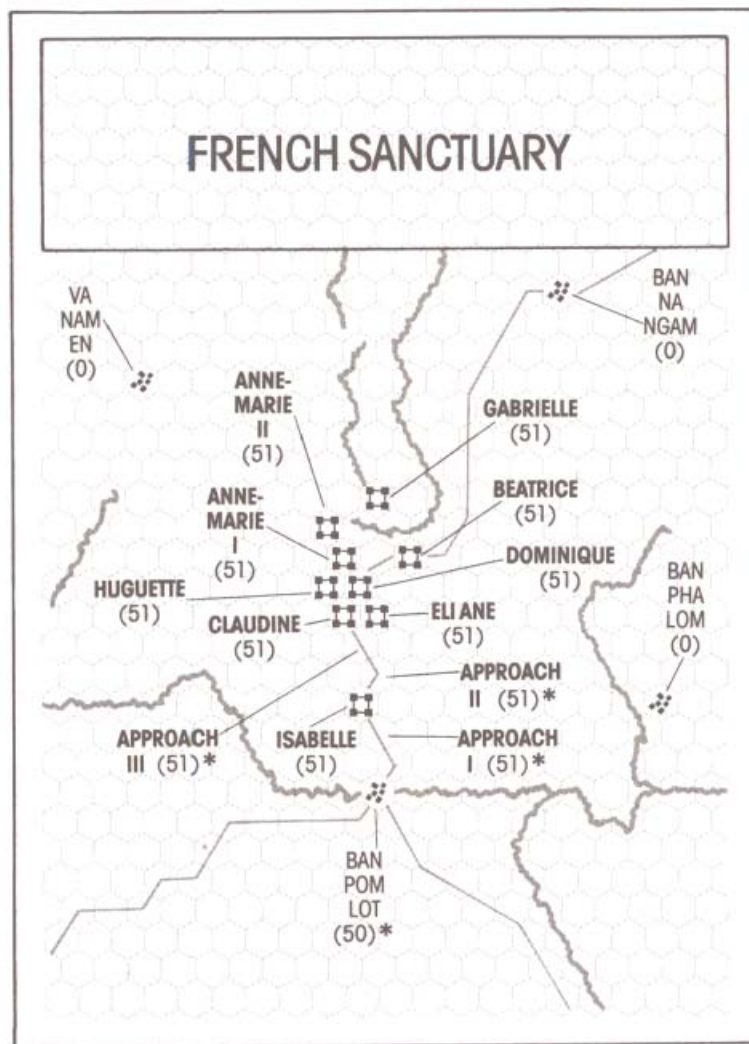 FRENCH SANCTUARY
VA
NAM
EN
(0)
BAN
NA
NGAM
(0)
ANNE-
MARIE
II
(51)
GABRIELLE
(51)
ANNE-
MARIE
I
(51)
BEATRICE
(51)
HUGUETTE
(51)
DOMINIQUE
(51)
BAN
PHA
LOM
(0)
CLAUDINE
(51)
ELI ANE
(51)
APPROACH
II (51)*
APPROACH
III (51)*
ISABELLE
(51)
APPROACH
I (51)*
BAN
POM
LOT
(50)*